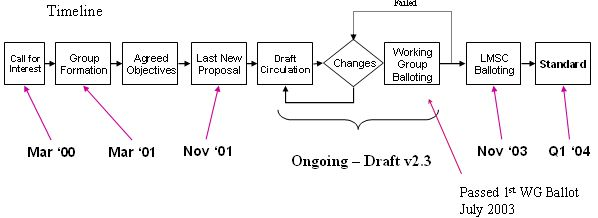 Timeline
Failed
Call for
Interest
Group
Formation
Agreed
Objectives
Last New
Proposal
Draft
Circulation
Changes
Working
Group
Balloting
LMSC
Balloting
Standard
Mar ‘00
Mar ‘01
Nov ‘01
Ongoing – Draft v2.3
Nov ‘03
Q1 ‘04
Passed 1st WG Ballot
July 2003